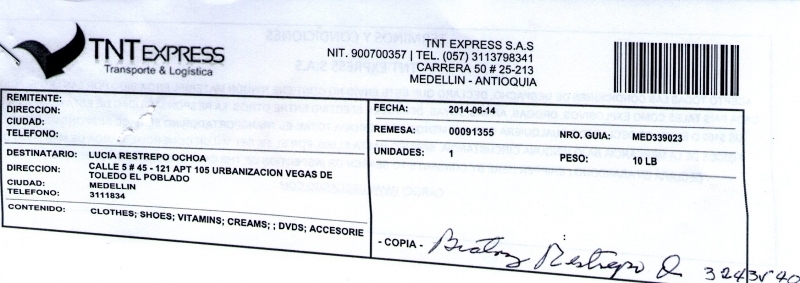 TNT EXPRESS
Transporte & Logistica
TNT EXPRESS S.A.S
NIT. 900700357 | TEL. (057) 3113798341
CARRERA 50 # 25-213
MEDELLIN - ANTIOQUIA
REMITENTE:
DIRECCION:
CIUDAD:
TELEFONO:
DESTINATARIO: LUCIA RESTREPO OCHOA
DIRECCION: CALLE 5 # 45 - 121 APT 105 URBANIZACION VEGAS DE
TOLEDO EL POBLADO
CIUDAD: MEDELLIN
TELEFONO: 3111834
CONTENIDO: CLOTHES; SHOES; VITAMINS; CREAMS; ; DVDS; ACCESORIE
FECHA: 2014-06-14
REMESA: 00091355 NRO. GUIA: MED339023
UNIDADES: 1 PESO: 10 LB
- COPIA - Beatriz Restrepo O.